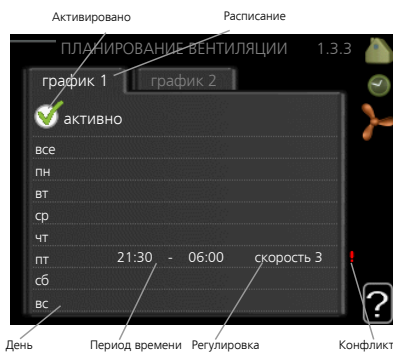 Активировано Расписание
ПЛАНИРОВАНИЕ ВЕНТИЛЯЦИИ 1.3.3
график 1 график 2
активно
все
пн
вт
ср
чт
пт 21:30 - 06:00 скорость 3 !
сб
вс
?
День Период времени Регулировка Конфликт